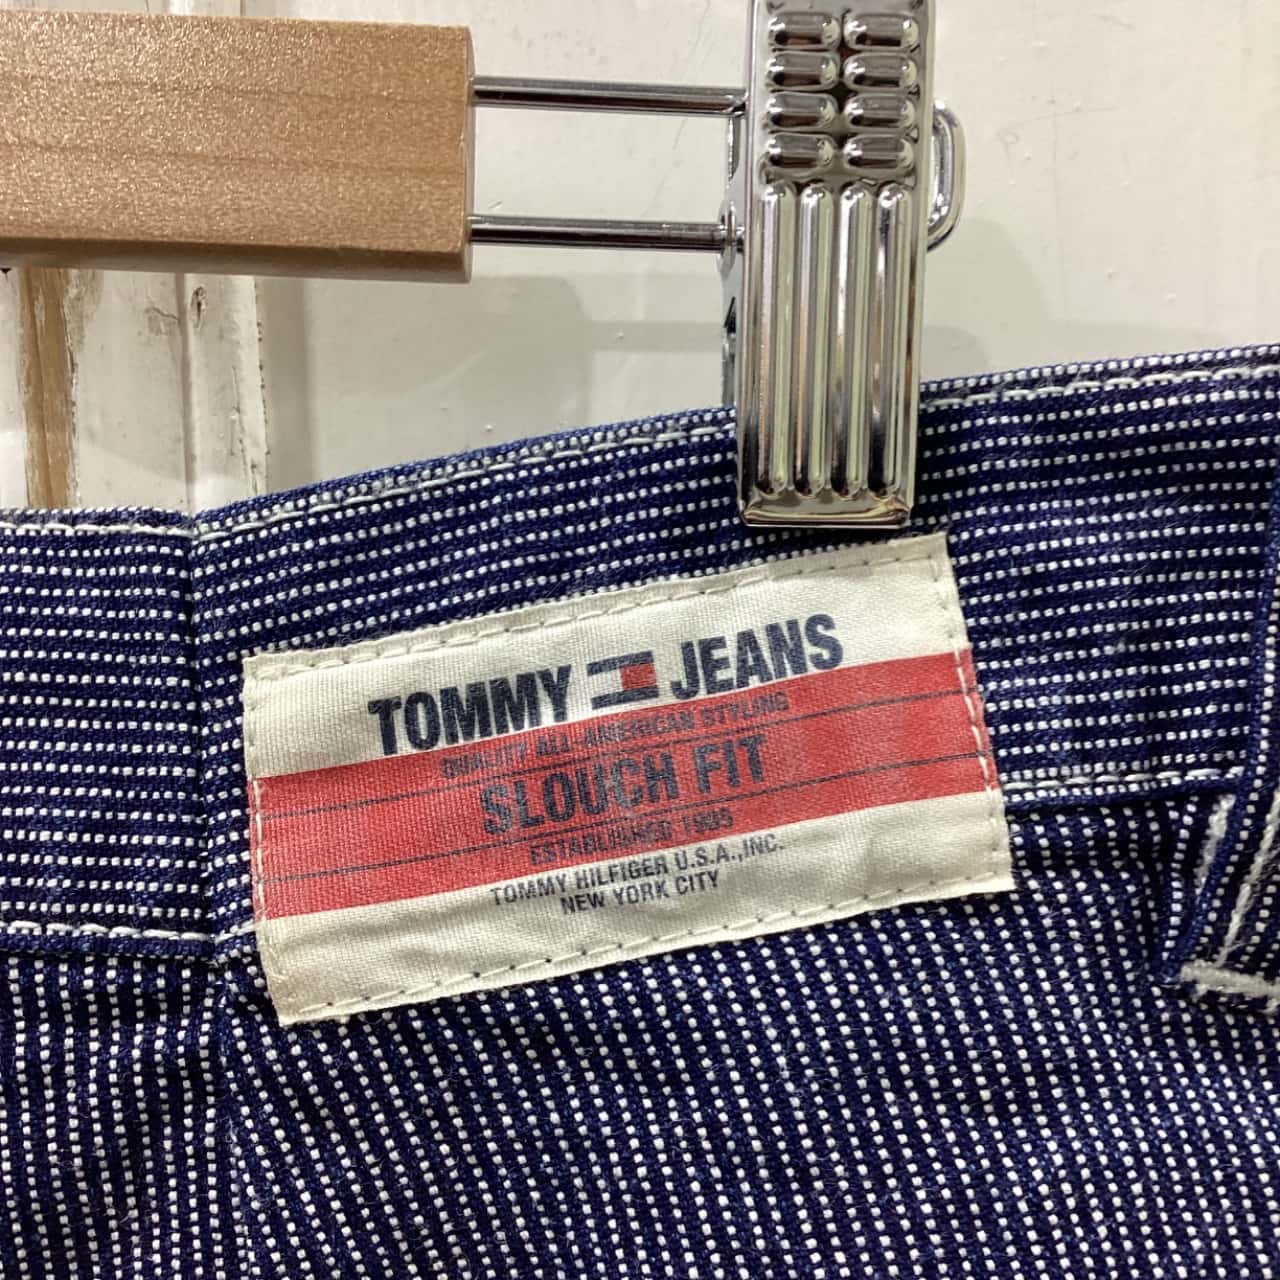 TOMMY JEANS
QUALITY ALL-AMERICAN STYLING
SLOUCH FIT
ESTABLISHED 1985
TOMMY HILFIGER U.S.A.,INC.
NEW YORK CITY